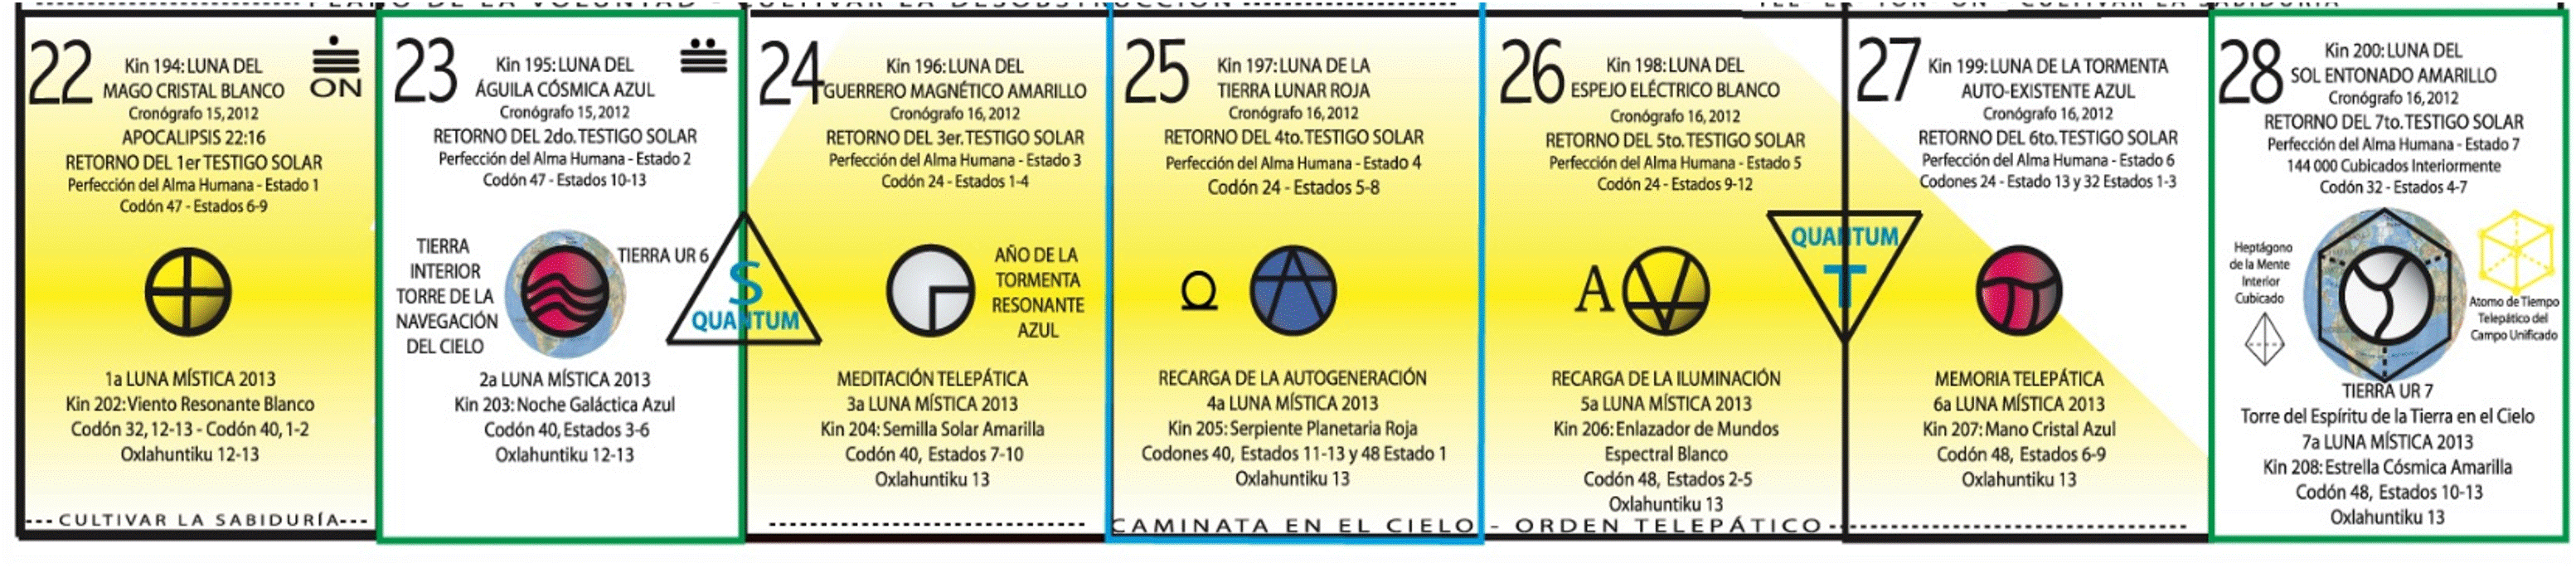 PLANO DE LA VOLUNTAD - CULTIVAR LA DESOBSTRUCCIÓN
CULTIVAR LA SABIDURÍA
22
Kin 194: LUNA DEL
MAGO CRISTAL BLANCO
Cronógrafo 15, 2012
APOCALIPSIS 22:16
RETORNO DEL 1er TESTIGO SOLAR
Perfección del Alma Humana - Estado 1
Codón 47 - Estados 6-9
ON
1a LUNA MÍSTICA 2013
Kin 202: Viento Resonante Blanco
Codón 32, 12-13 - Codón 40, 1-2
Oxlahuntiku 12-13
---CULTIVAR LA SABIDURÍA---
23
Kin 195: LUNA DEL
ÁGUILA CÓSMICA AZUL
Cronógrafo 15, 2012
RETORNO DEL 2do. TESTIGO SOLAR
Perfección del Alma Humana - Estado 2
Codón 47 - Estados 10-13
TIERRA
INTERIOR
TORRE DE LA
NAVEGACIÓN
DEL CIELO
TIERRA UR 6
2a LUNA MÍSTICA 2013
Kin 203: Noche Galáctica Azul
Codón 40, Estados 3-6
Oxlahuntiku 12-13
S
QUANTUM
24
Kin 196: LUNA DEL
GUERRERO MAGNÉTICO AMARILLO
Cronógrafo 16, 2012
RETORNO DEL 3er. TESTIGO SOLAR
Perfección del Alma Humana - Estado 3
Codón 24 - Estados 1-4
AÑO DE LA
TORMENTA
RESONANTE
AZUL
MEDITACIÓN TELEPÁTICA
3a LUNA MÍSTICA 2013
Kin 204: Semilla Solar Amarilla
Codón 40, Estados 7-10
Oxlahuntiku 13
25
Kin 197: LUNA DE LA
TIERRA LUNAR ROJA
Cronógrafo 16, 2012
RETORNO DEL 4to. TESTIGO SOLAR
Perfección del Alma Humana - Estado 4
Codón 24 - Estados 5-8
Ω
RECARGA DE LA AUTOGENERACIÓN
4a LUNA MÍSTICA 2013
Kin 205: Serpiente Planetaria Roja
Codones 40, Estados 11-13 y 48 Estado 1
Oxlahuntiku 13
26
Kin 198: LUNA DEL
ESPEJO ELÉCTRICO BLANCO
Cronógrafo 16, 2012
RETORNO DEL 5to. TESTIGO SOLAR
Perfección del Alma Humana - Estado 5
Codón 24 - Estados 9-12
A
RECARGA DE LA ILUMINACIÓN
5a LUNA MÍSTICA 2013
Kin 206: Enlazador de Mundos
Espectral Blanco
Codón 48, Estados 2-5
Oxlahuntiku 13
CAMINATA EN EL CIELO - ORDEN TELEPÁTICO
QUANTUM
T
27
Kin 199: LUNA DE LA TORMENTA
AUTO-EXISTENTE AZUL
Cronógrafo 16, 2012
RETORNO DEL 6to. TESTIGO SOLAR
Perfección del Alma Humana - Estado 6
Codones 24 - Estado 13 y 32 Estados 1-3
MEMORIA TELEPÁTICA
6a LUNA MÍSTICA 2013
Kin 207: Mano Cristal Azul
Codón 48, Estados 6-9
Oxlahuntiku 13
28
Kin 200: LUNA DEL
SOL ENTONADO AMARILLO
Cronógrafo 16, 2012
RETORNO DEL 7to. TESTIGO SOLAR
Perfección del Alma Humana - Estado 7
144 000 Cubicados Interiormente
Codón 32 - Estados 4-7
Heptágono
de la Mente
Interior
Cubicado
Atomo de Tiempo
Telepático del
Campo Unificado
TIERRA UR 7
Torre del Espíritu de la Tierra en el Cielo
7a LUNA MÍSTICA 2013
Kin 208: Estrella Cósmica Amarilla
Codón 48, Estados 10-13
Oxlahuntiku 13